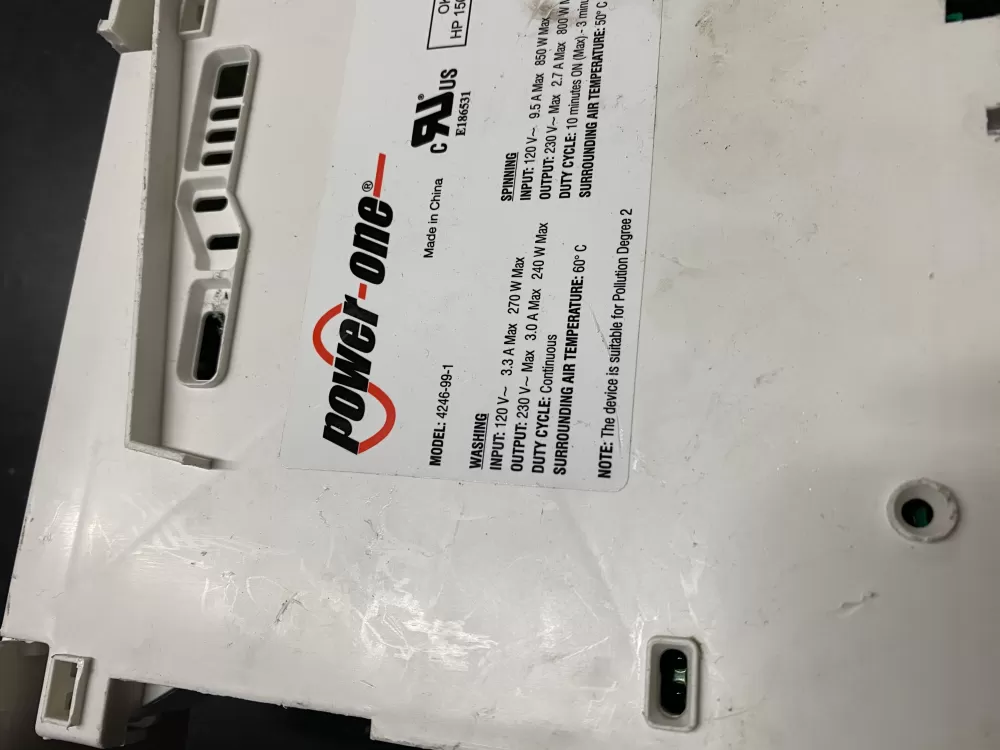 power-one®
MODEL: 4246-99-1
Made in China
c RU® US
E186531
HP
WASHING
INPUT: 120 V~ 3.3 A Max 270 W Max
OUTPUT: 230 V~ Max 3.0 A Max 240 W Max
DUTY CYCLE: Continuous
SURROUNDING AIR TEMPERATURE: 60° C
SPINNING
INPUT: 120 V~ 9.5 A Max 850 W Max
OUTPUT: 230 V~ Max 2.7 A Max 800 W
DUTY CYCLE: 10 minutes ON (Max) - 3
SURROUNDING AIR TEMPERATURE: 50° C
NOTE: The device is suitable for Pollution Degree 2